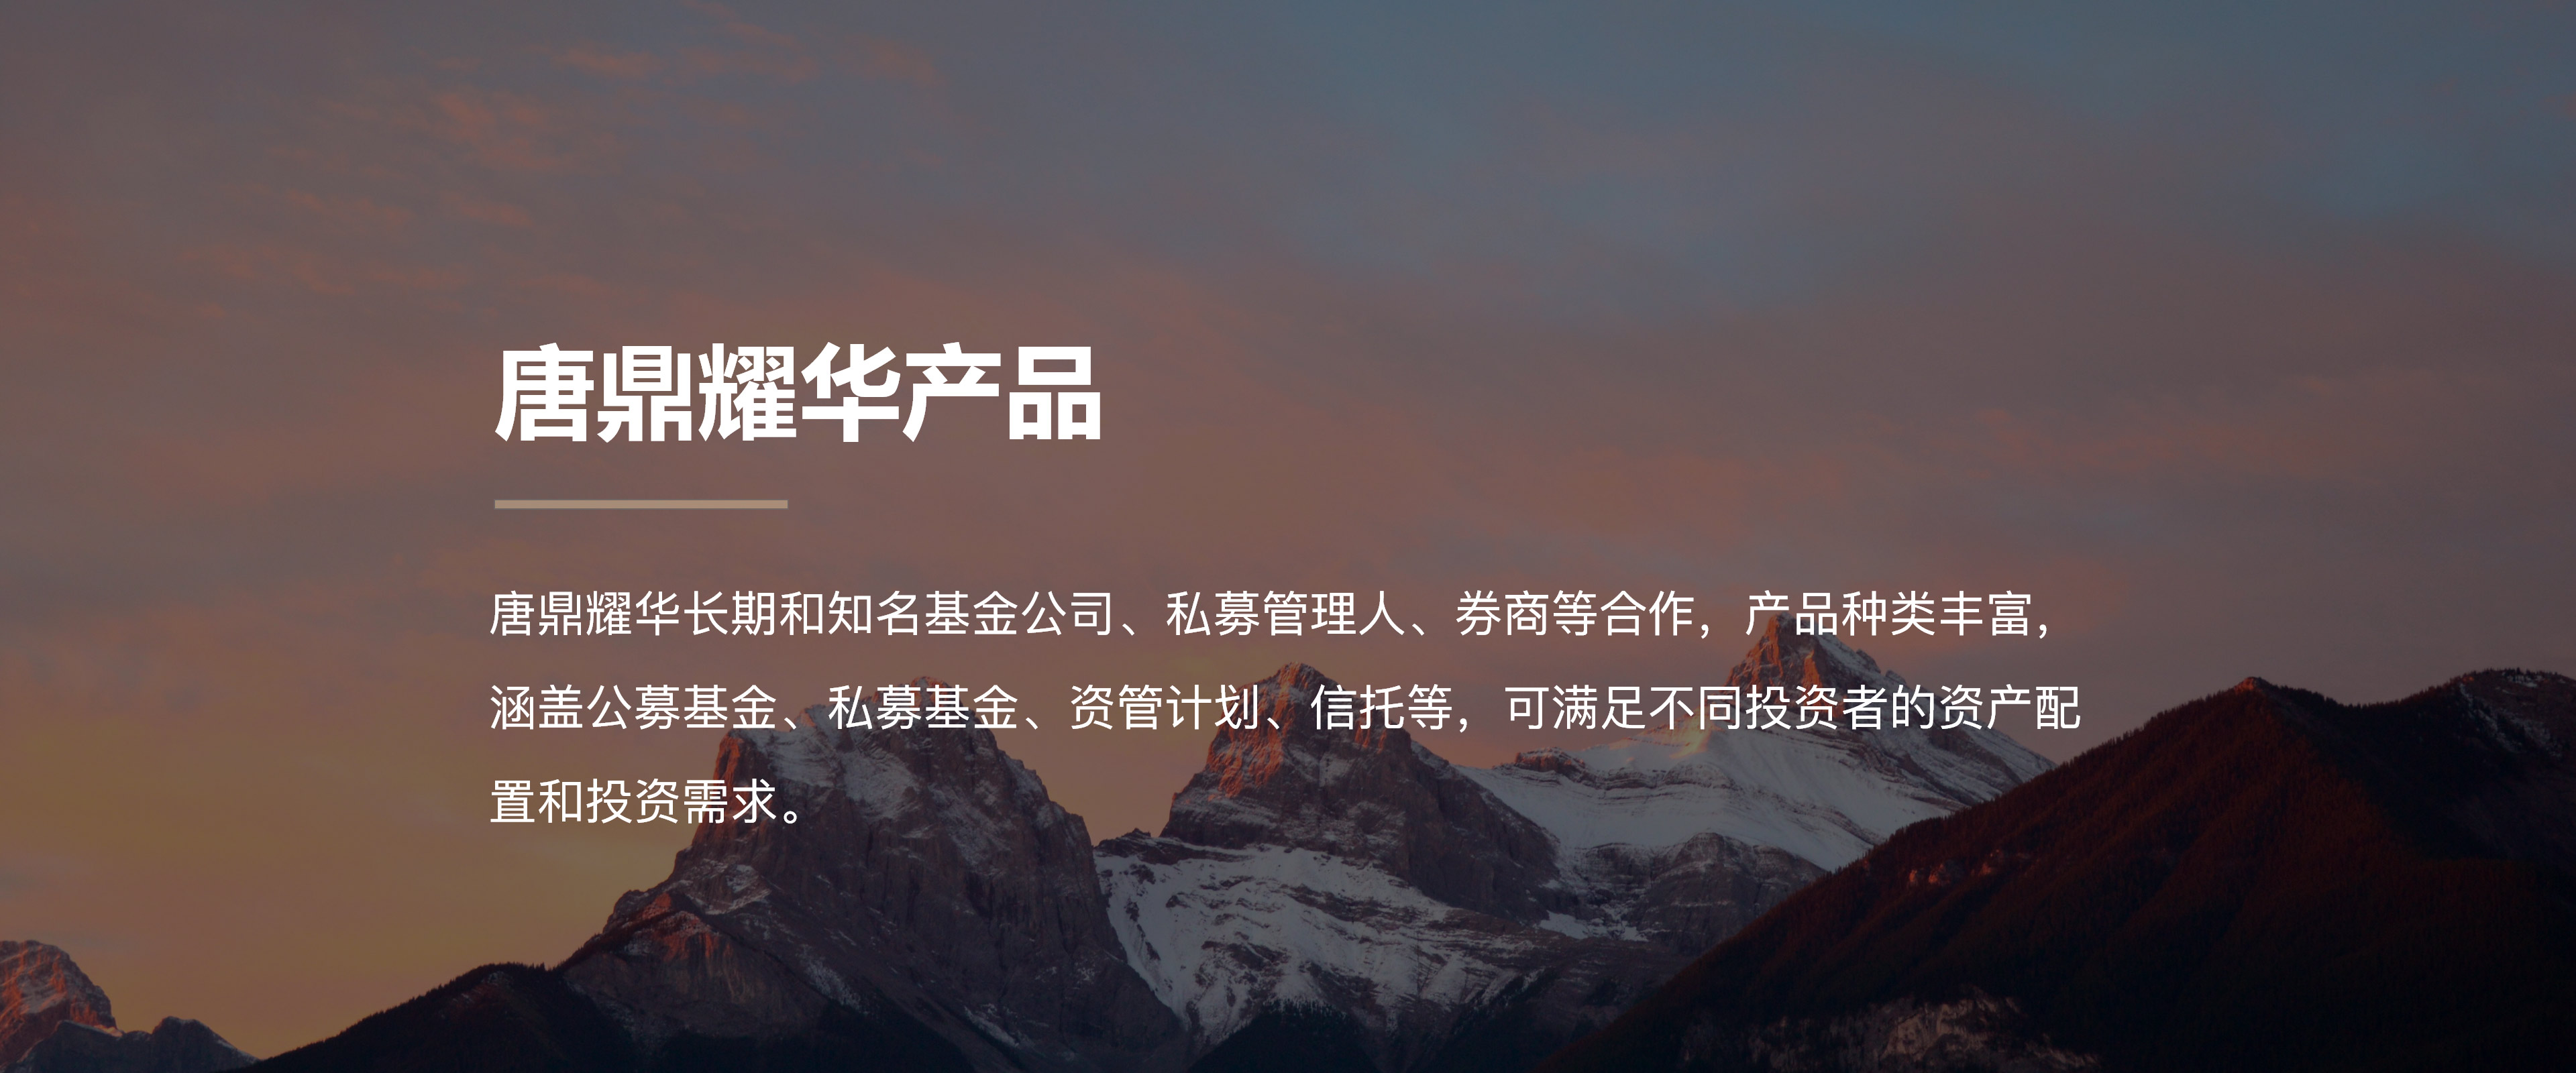 唐鼎耀华产品
唐鼎耀华长期和知名基金公司、私募管理人、券商等合作，产品种类丰富，
涵盖公募基金、私募基金、资管计划、信托等，可满足不同投资者的资产配
置和投资需求。